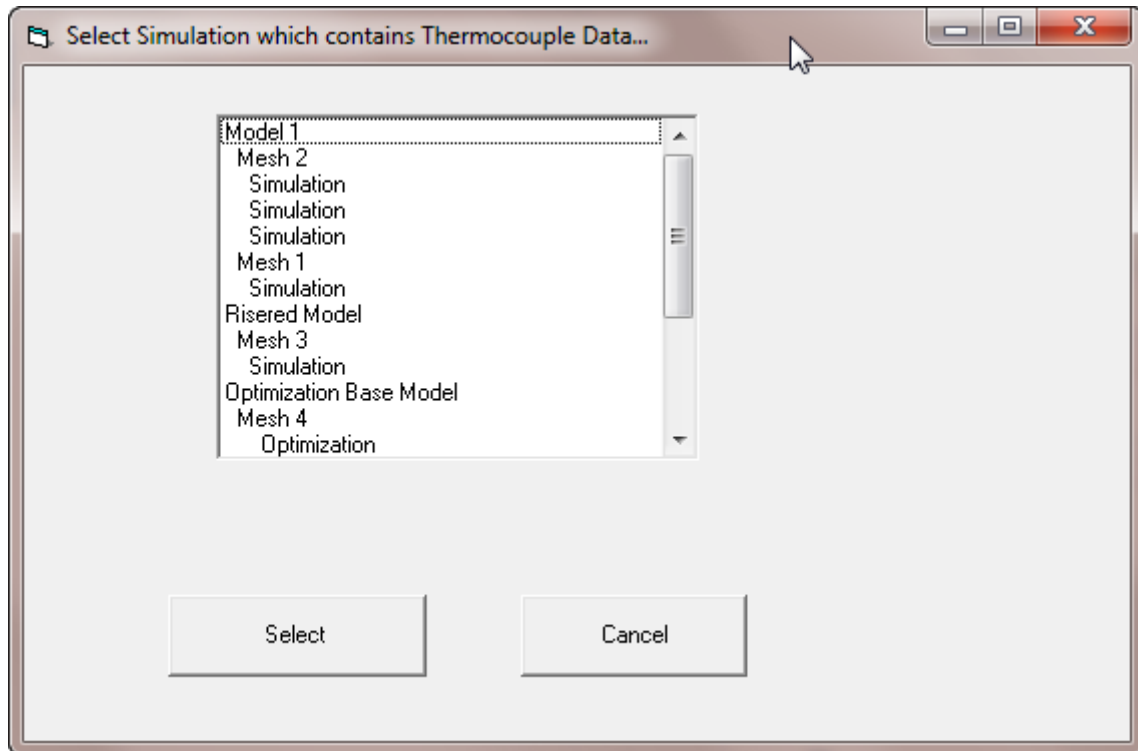 Select Simulation which contains Thermocouple Data...
Model 1
Mesh 2
Simulation
Simulation
Simulation
Mesh 1
Simulation
Risered Model
Mesh 3
Simulation
Optimization Base Model
Mesh 4
Optimization
Select
Cancel